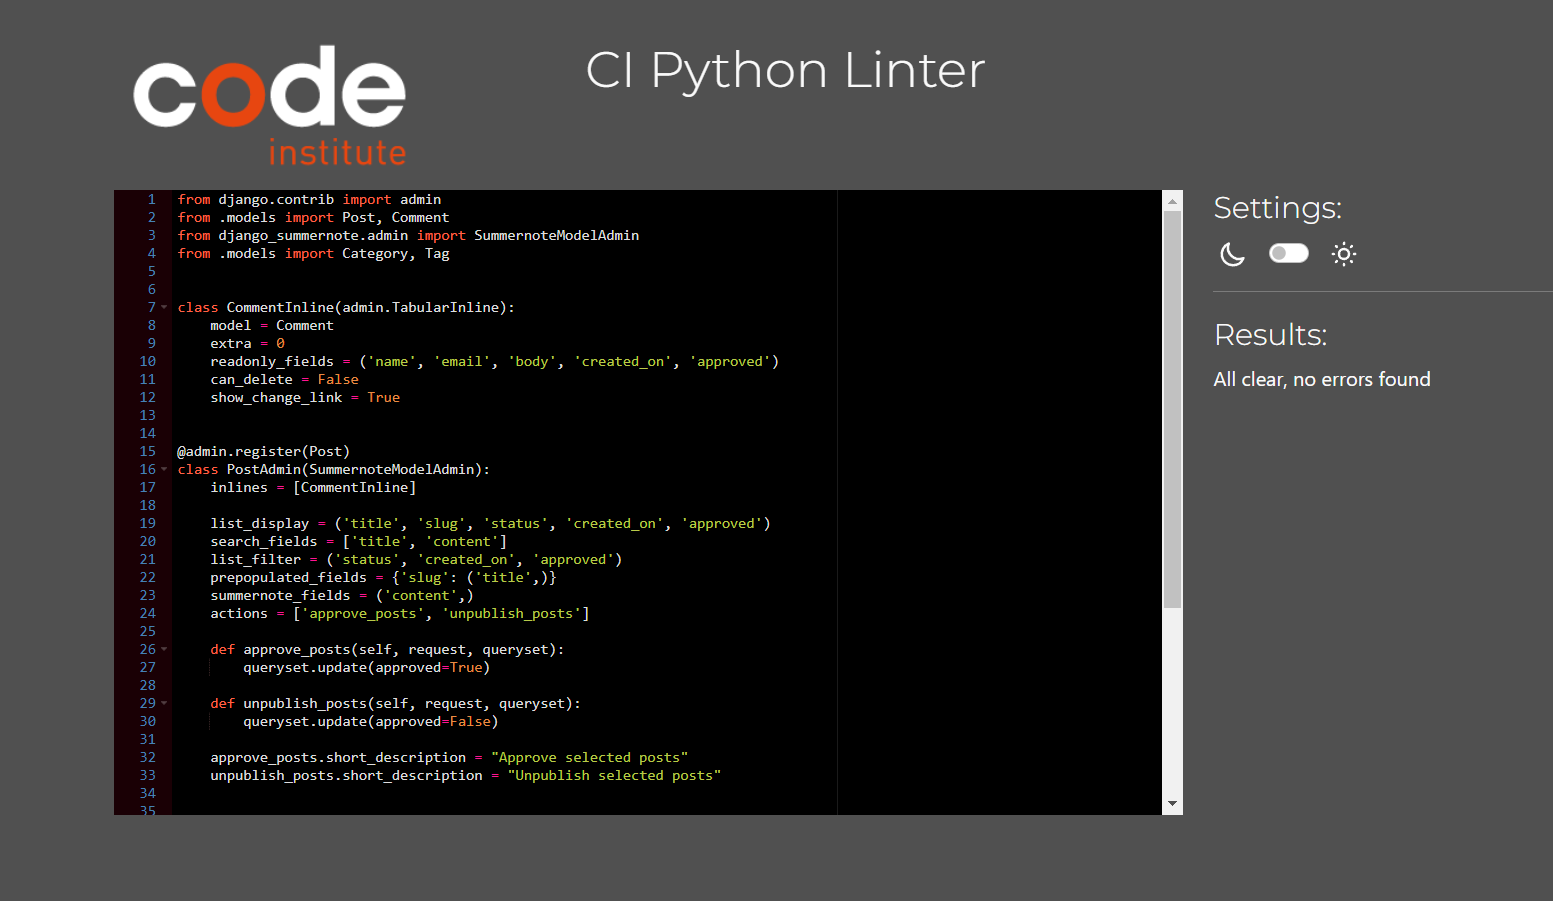 code
institute
CI Python Linter
1 from django.contrib import admin
2 from .models import Post, Comment
3 from django_summernote.admin import SummernoteModelAdmin
4 from .models import Category, Tag
5
6
7 class CommentInline(admin.TabularInline):
8     model = Comment
9     extra = 0
10     readonly_fields = ('name', 'email', 'body', 'created_on', 'approved')
11     can_delete = False
12     show_change_link = True
13
14
15 @admin.register(Post)
16 class PostAdmin(SummernoteModelAdmin):
17     inlines = [CommentInline]
18
19     list_display = ('title', 'slug', 'status', 'created_on', 'approved')
20     search_fields = ['title', 'content']
21     list_filter = ('status', 'created_on', 'approved')
22     prepopulated_fields = {'slug': ('title',)}
23     summernote_fields = ('content',)
24     actions = ['approve_posts', 'unpublish_posts']
25
26     def approve_posts(self, request, queryset):
27         queryset.update(approved=True)
28
29     def unpublish_posts(self, request, queryset):
30         queryset.update(approved=False)
31
32     approve_posts.short_description = "Approve selected posts"
33     unpublish_posts.short_description = "Unpublish selected posts"
34
35
Settings:
Results:
All clear, no errors found